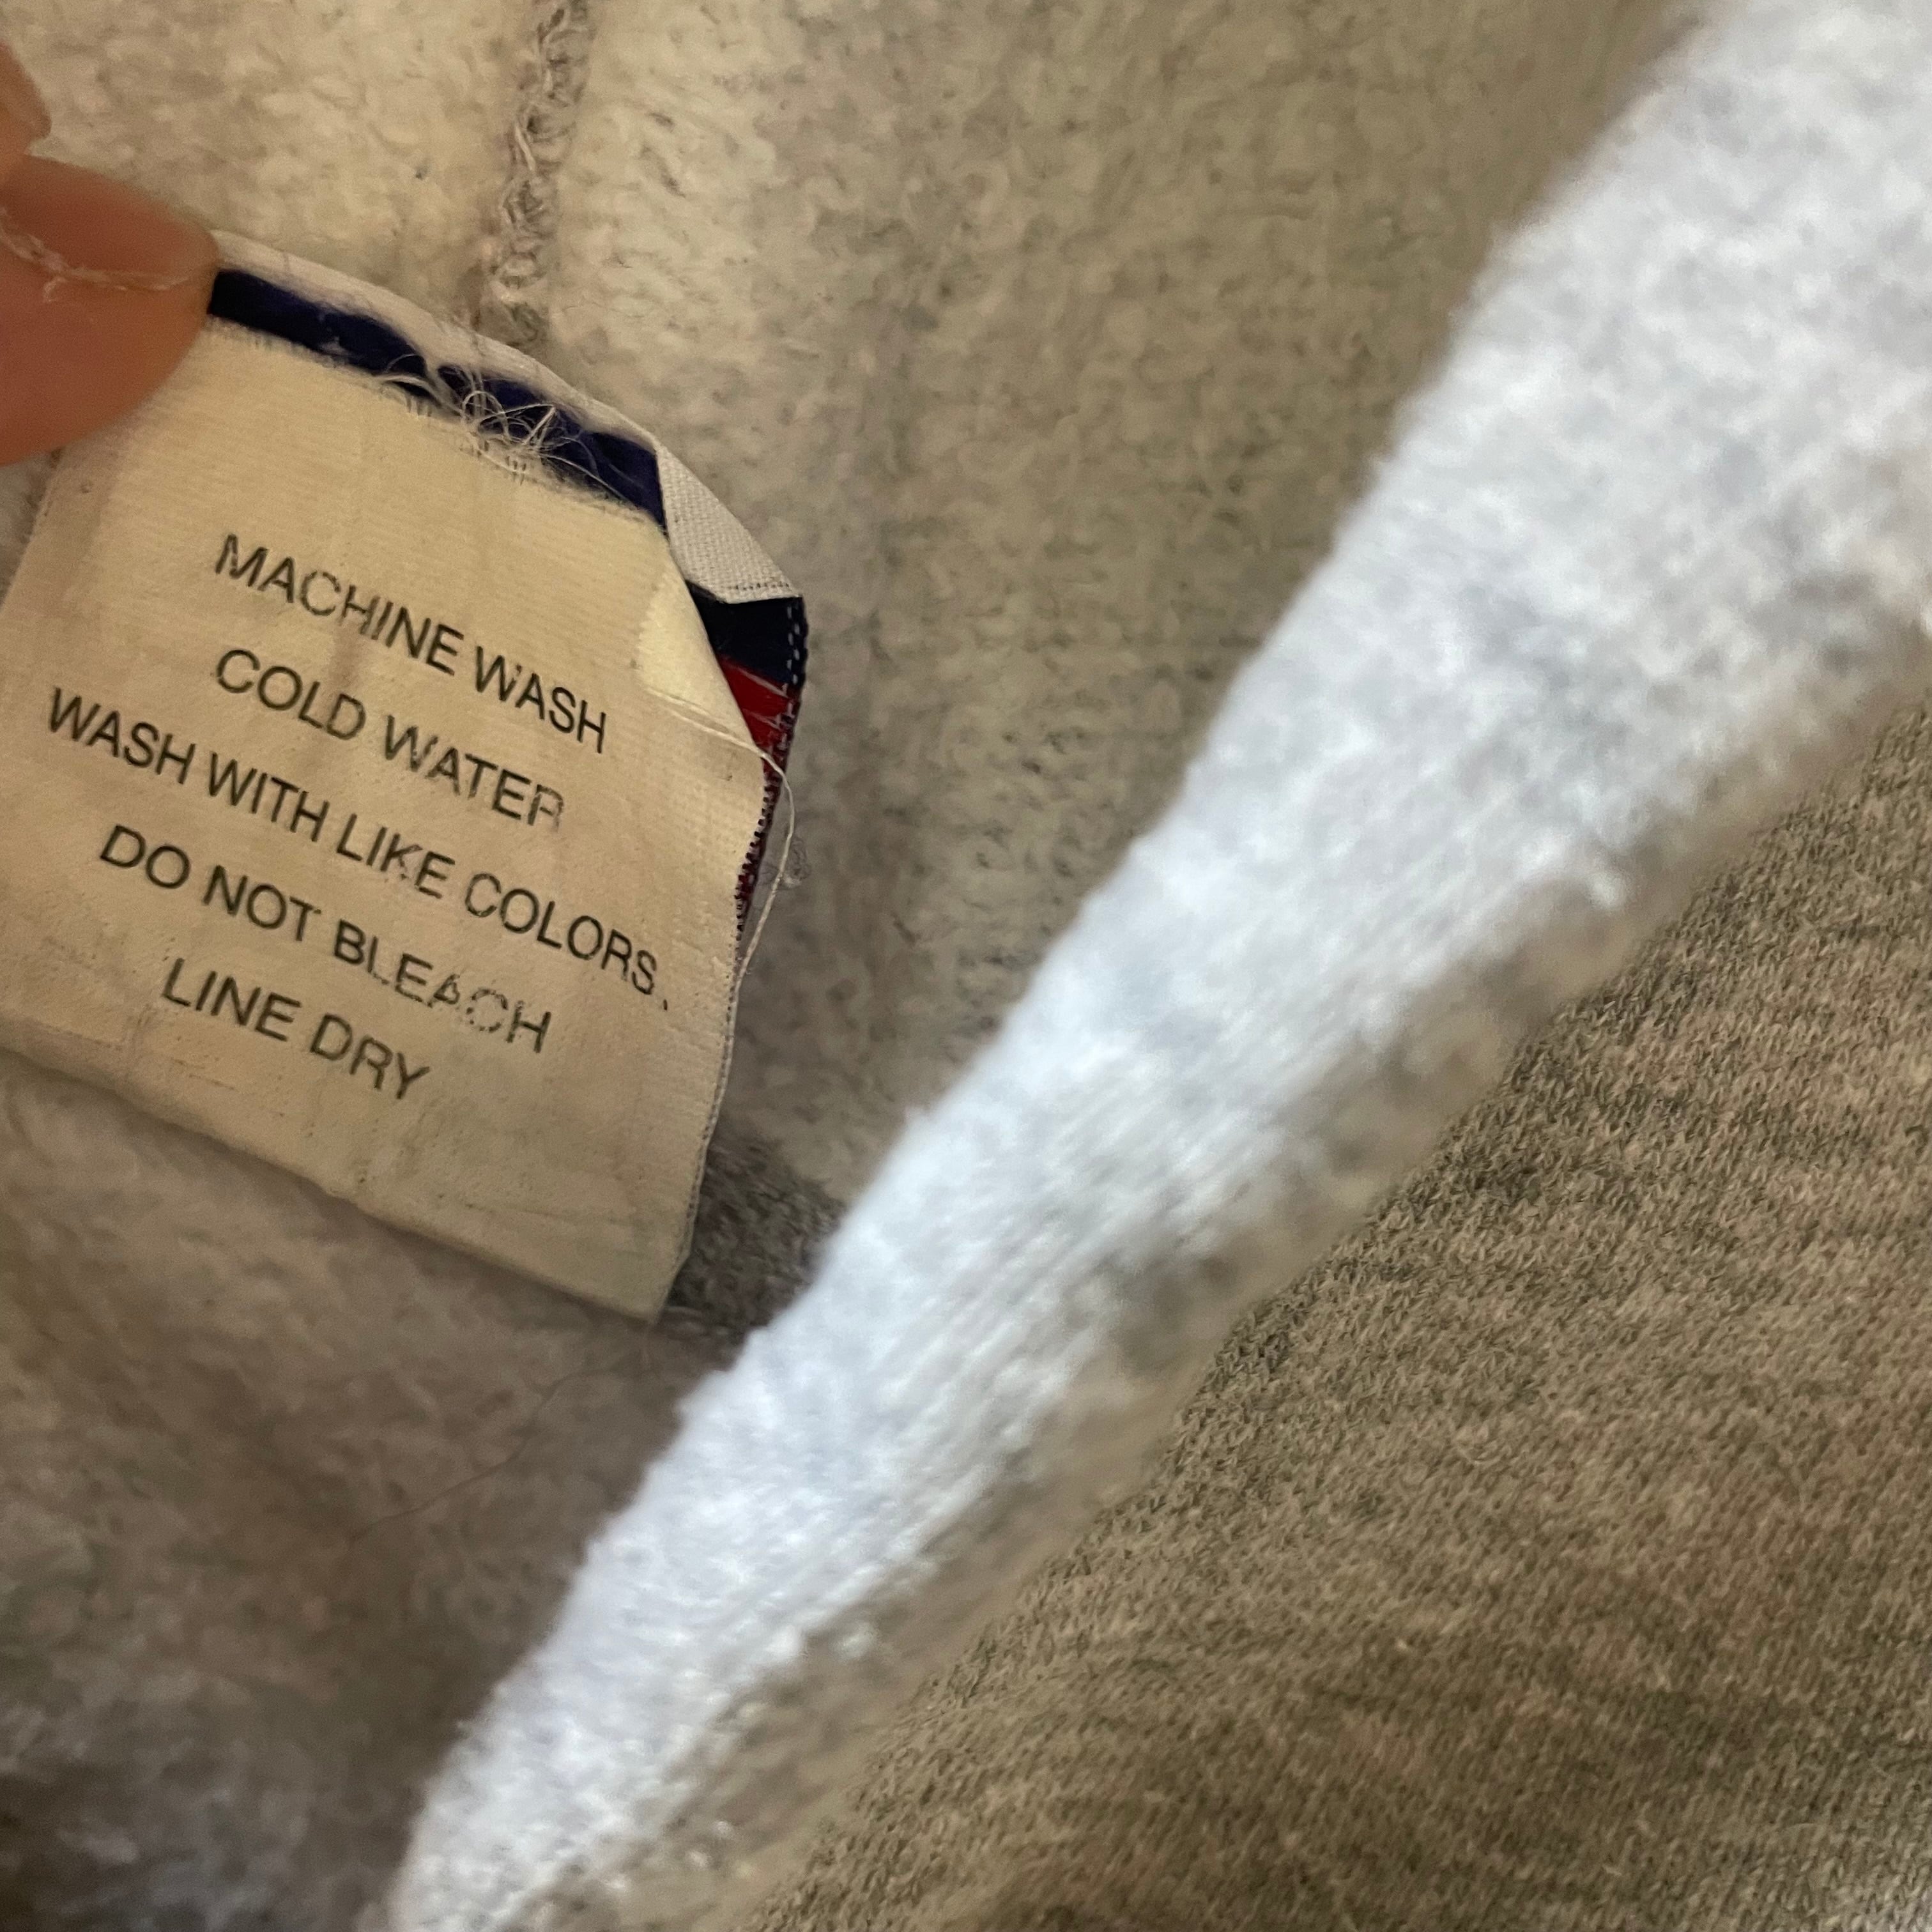 MACHINE WASH
COLD WATER
WASH WITH LIKE COLORS.
DO NOT BLEACH
LINE DRY